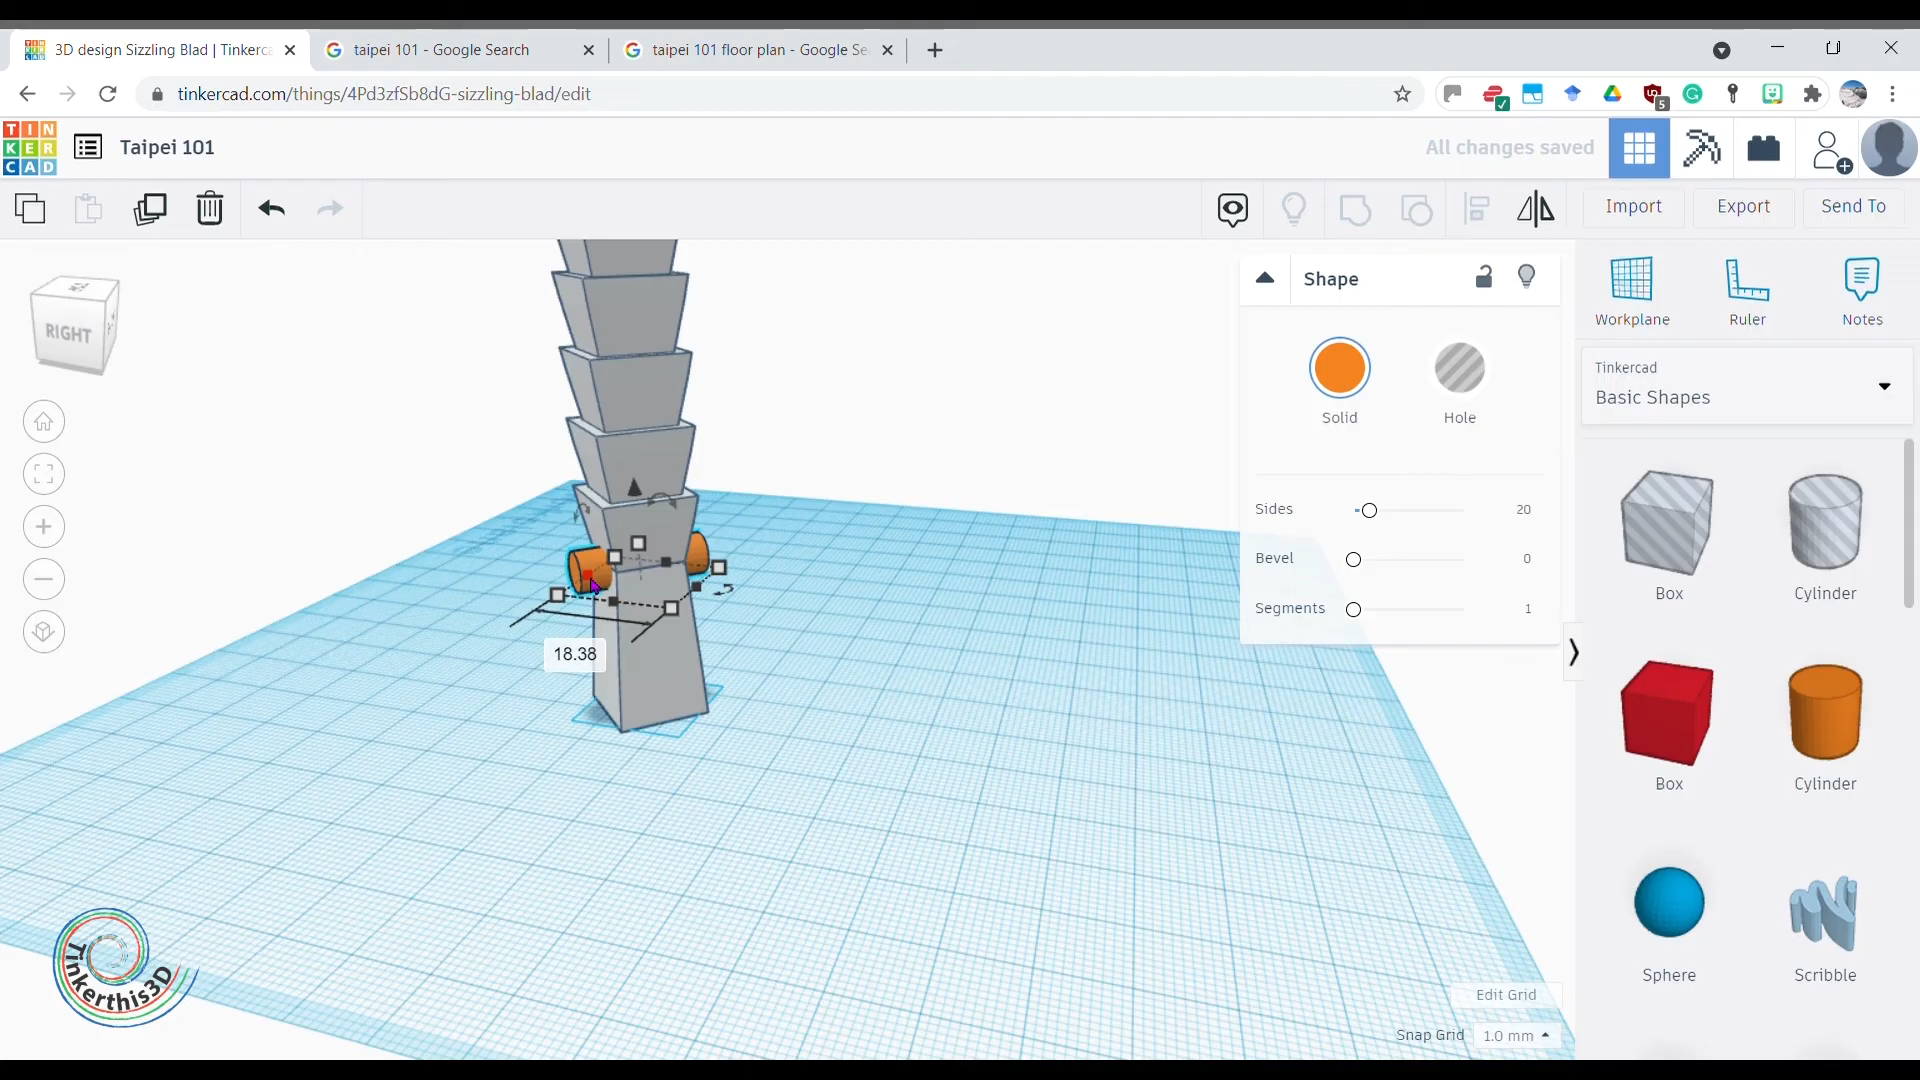 3D design Sizzling Blad | Tinkerca
taipei 101 - Google Search
taipei 101 floor plan - Google Se
tinkercad.com/things/4Pd3zfSb8dG-sizzling-blad/edit
5
TIN
KER
CAD
Taipei 101
All changes saved
Import
Export
Send To
RIGHT
Shape
Solid
Hole
Sides
20
Bevel
0
Segments
1
18.38
Workplane
Ruler
Notes
Tinkercad
Basic Shapes
Box
Cylinder
Box
Cylinder
Sphere
Scribble
Tinkerthis3D
Edit Grid
Snap Grid
1.0 mm